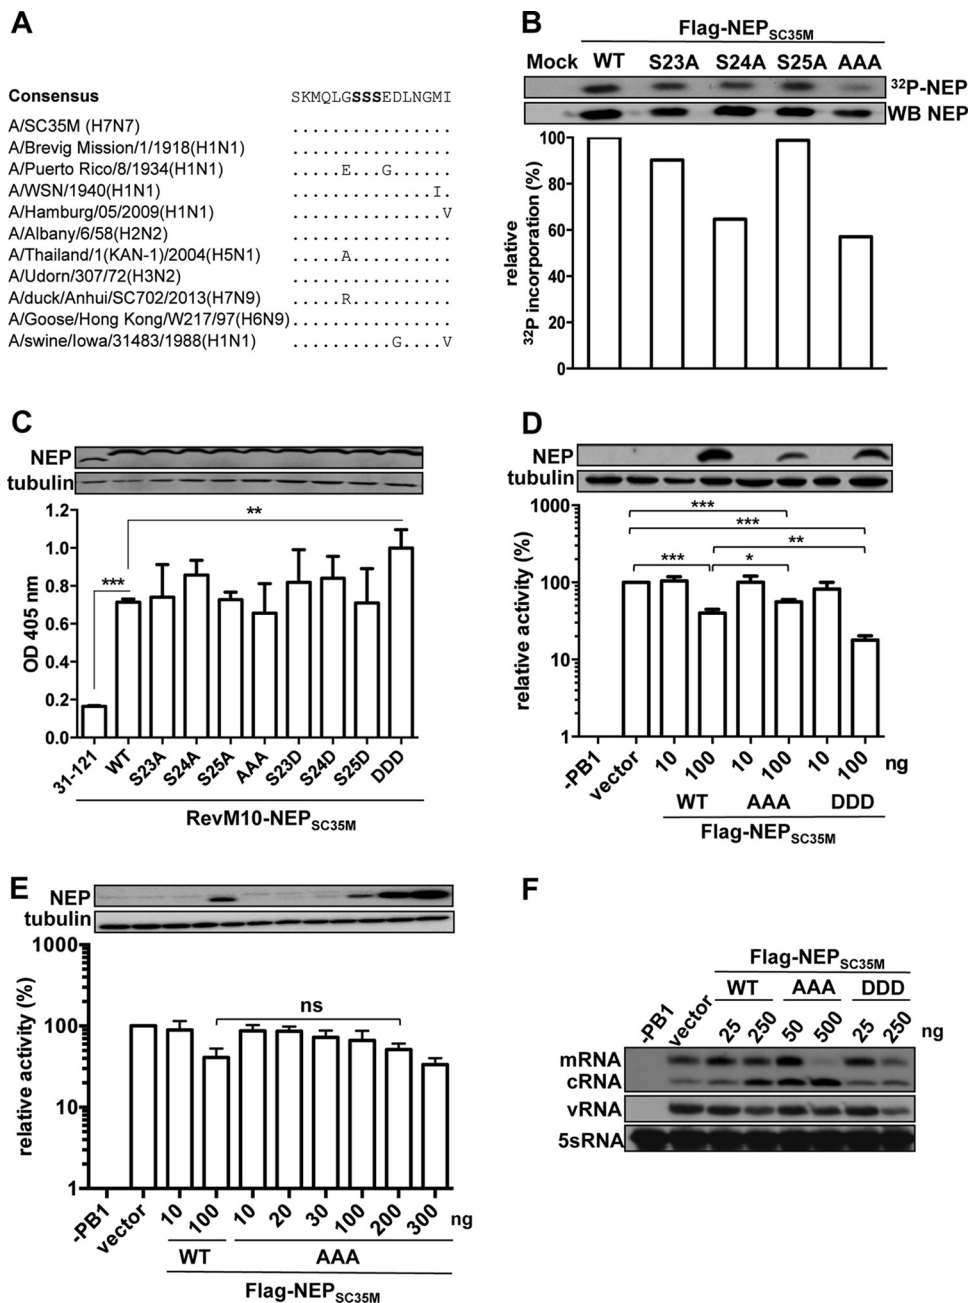 A
Consensus SKMQLGSSSEDLNGMI
A/SC35M (H7N7) ................
A/Brevig Mission/1/1918(H1N1) ................
A/Puerto Rico/8/1934(H1N1) .....E...G......
A/WSN/1940(H1N1) ..............I.
A/Hamburg/05/2009(H1N1) ...............V
A/Albany/6/58(H2N2) ................
A/Thailand/1(KAN-1)/2004(H5N1) .....A..........
A/Udorn/307/72(H3N2) ................
A/duck/Anhui/SC702/2013(H7N9) .....R..........
A/Goose/Hong Kong/W217/97(H6N9) ................
A/swine/Iowa/31483/1988(H1N1) ..........G....V
B
Flag-NEPSC35M
Mock WT S23A S24A S25A AAA
32P-NEP
WB NEP
relative
32P incorporation (%)
100
80
60
40
20
0
C
NEP
tubulin
OD 405 nm
1.2
1.0
0.8
0.6
0.4
0.2
0.0
***
**
31-121 WT S23A S24A S25A AAA S23D S24D S25D DDD
RevM10-NEPSC35M
D
NEP
tubulin
relative activity (%)
1000
100
10
1
***
***
**
***
*
-PB1 vector 10 100 10 100 10 100 ng
WT AAA DDD
Flag-NEPSC35M
E
NEP
tubulin
relative activity (%)
1000
100
10
1
ns
-PB1 vector 10 100 10 20 30 100 200 300 ng
WT AAA
Flag-NEPSC35M
F
Flag-NEPSC35M
WT AAA DDD
-PB1 vector 25 250 50 500 25 250 ng
mRNA
cRNA
vRNA
5sRNA